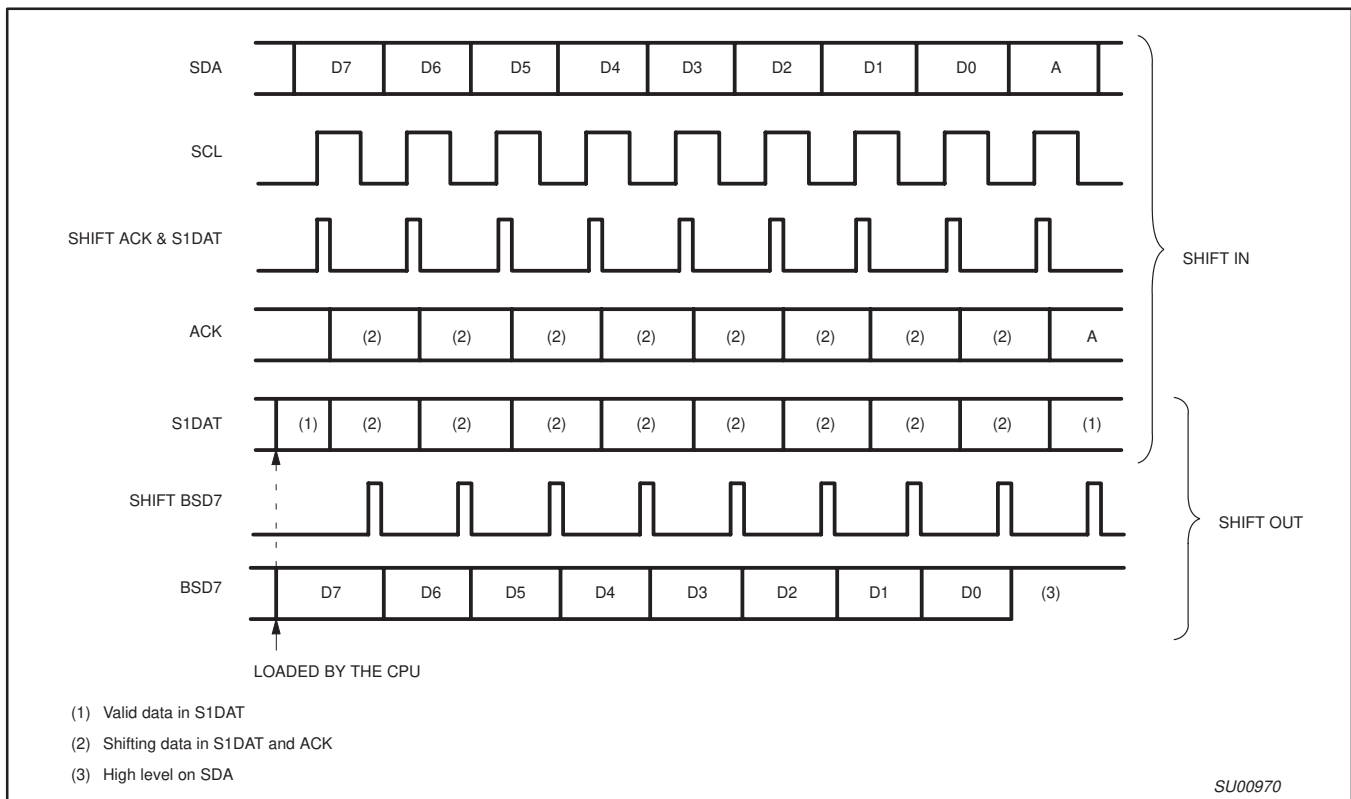 SDA D7 D6 D5 D4 D3 D2 D1 D0 A
SCL
SHIFT ACK & S1DAT
SHIFT IN
ACK (2) (2) (2) (2) (2) (2) (2) (2) A
S1DAT (1) (2) (2) (2) (2) (2) (2) (2) (2) (1)
SHIFT BSD7
SHIFT OUT
BSD7 D7 D6 D5 D4 D3 D2 D1 D0 (3)
LOADED BY THE CPU
(1) Valid data in S1DAT
(2) Shifting data in S1DAT and ACK
(3) High level on SDA
SU00970